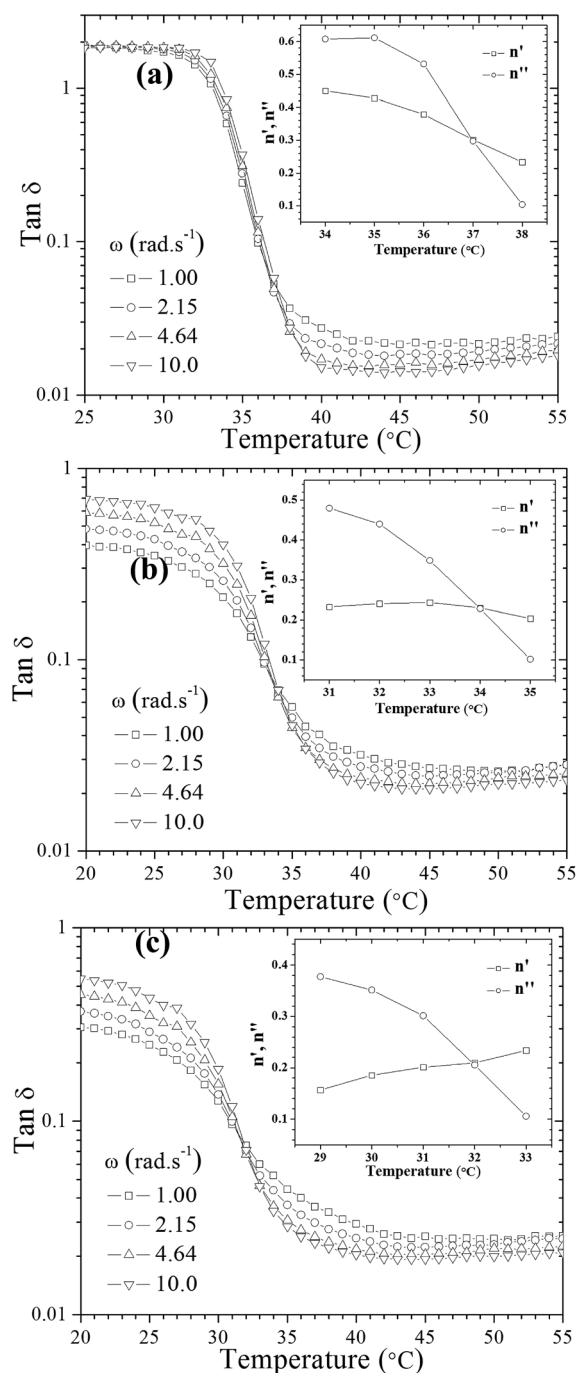 (a)
Tan δ
1
0.1
0.01
25 30 35 40 45 50 55
Temperature (°C)
ω (rad.s⁻¹)
1.00
2.15
4.64
10.0
n', n''
0.6
0.5
0.4
0.3
0.2
0.1
34 35 36 37 38
Temperature (°C)
n'
n''
(b)
Tan δ
1
0.1
0.01
20 25 30 35 40 45 50 55
Temperature (°C)
ω (rad.s⁻¹)
1.00
2.15
4.64
10.0
n', n''
0.5
0.4
0.3
0.2
0.1
31 32 33 34 35
Temperature (°C)
n'
n''
(c)
Tan δ
1
0.1
0.01
20 25 30 35 40 45 50 55
Temperature (°C)
ω (rad.s⁻¹)
1.00
2.15
4.64
10.0
n', n''
0.4
0.3
0.2
0.1
29 30 31 32 33
Temperature (°C)
n'
n''